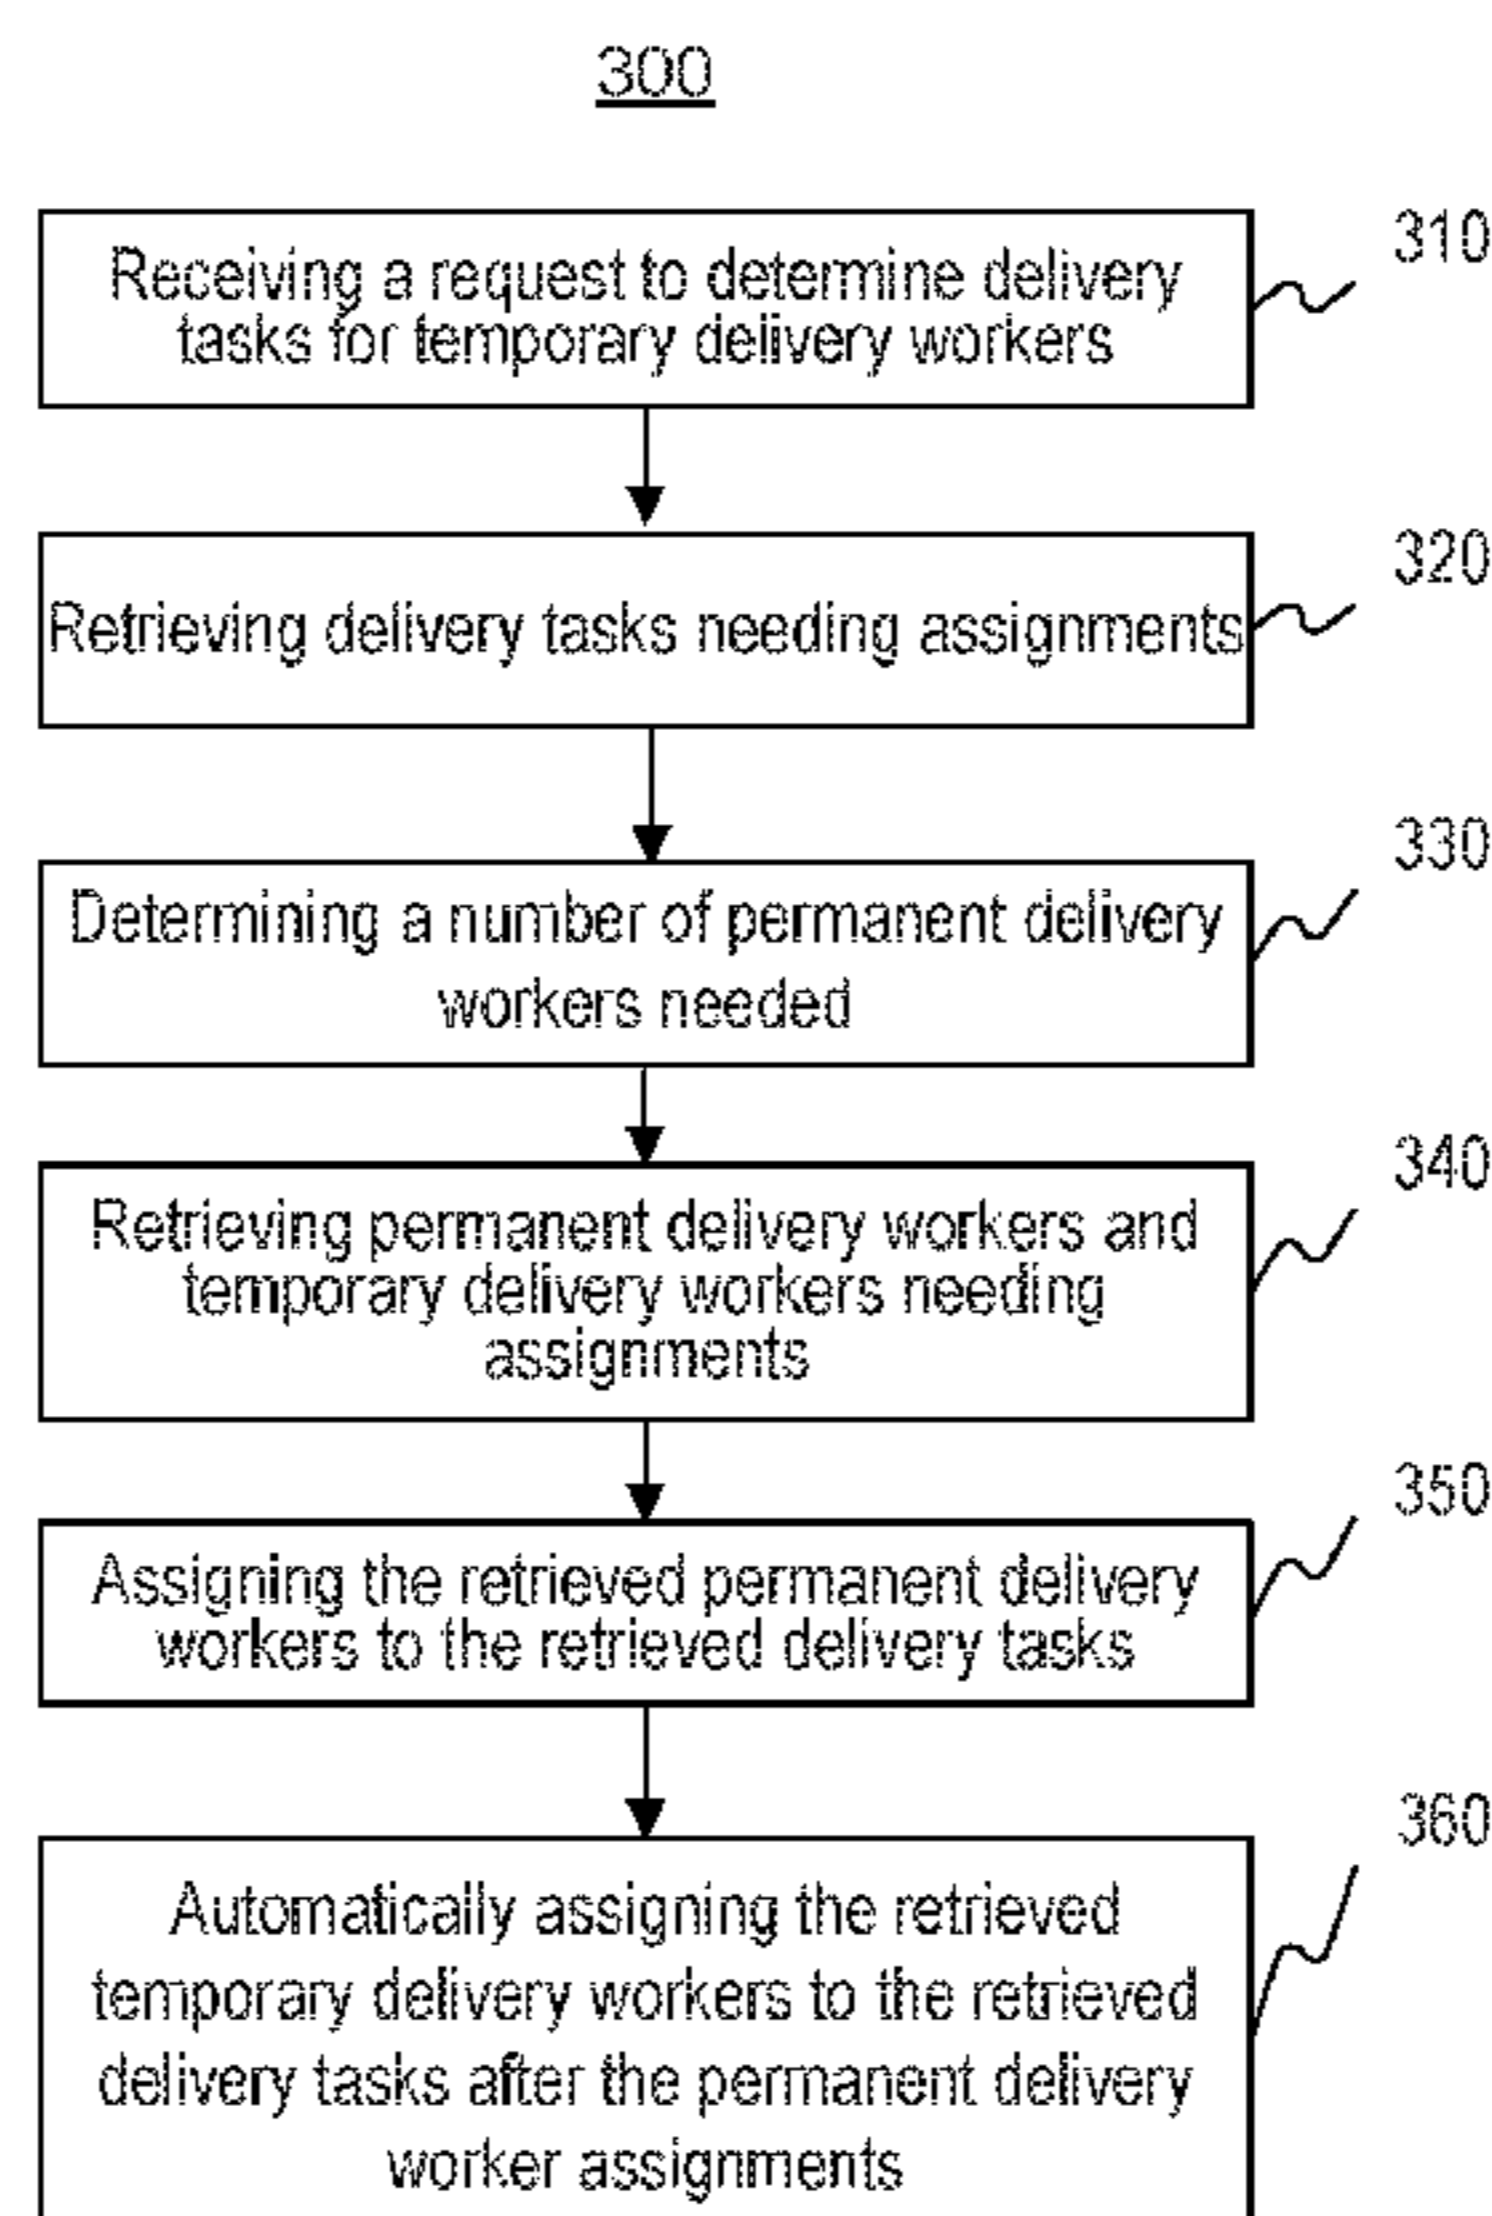 300
310
Receiving a request to determine delivery
tasks for temporary delivery workers
320
Retrieving delivery tasks needing assignments
330
Determining a number of permanent delivery
workers needed
340
Retrieving permanent delivery workers and
temporary delivery workers needing
assignments
350
Assigning the retrieved permanent delivery
workers to the retrieved delivery tasks
360
Automatically assigning the retrieved
temporary delivery workers to the retrieved
delivery tasks after the permanent delivery
worker assignments